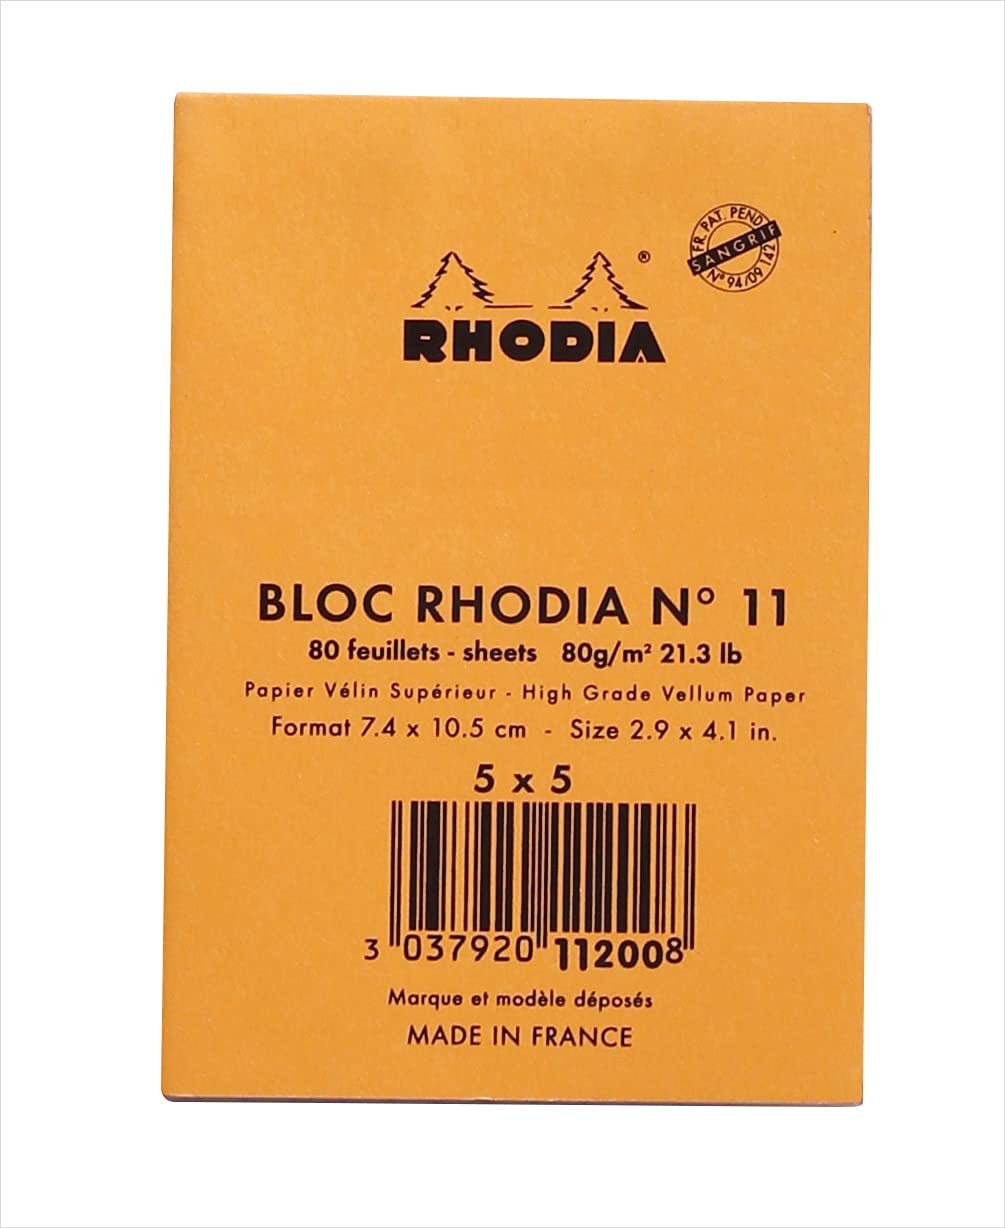 FR. PAT. PEND
SANGRIF
N° 94/09 142
®
RHODIA
BLOC RHODIA N° 11
80 feuillets - sheets 80g/m² 21.3 lb
Papier Vélin Supérieur - High Grade Vellum Paper
Format 7.4 x 10.5 cm - Size 2.9 x 4.1 in.
5 x 5
3 037920 112008
Marque et modèle déposés
MADE IN FRANCE